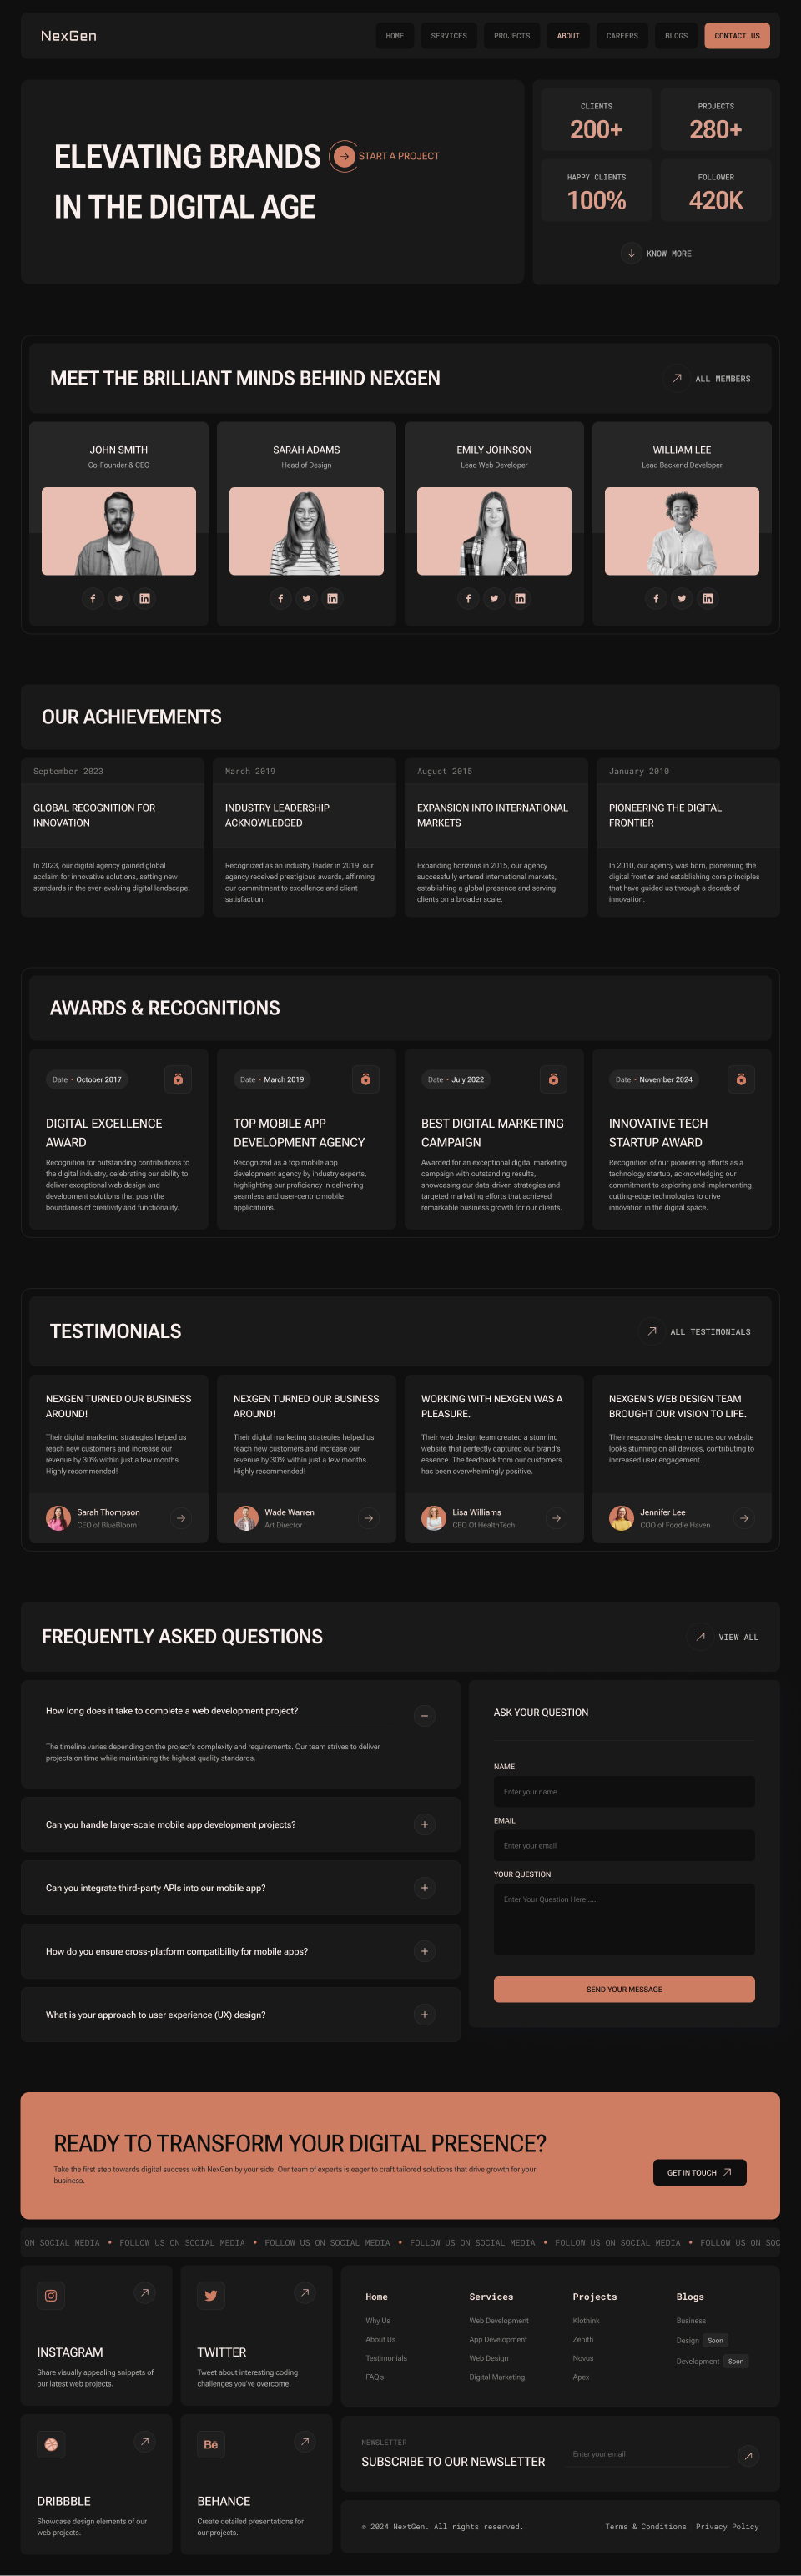 NexGen
HOME
SERVICES
PROJECTS
ABOUT
CAREERS
BLOGS
CONTACT US
ELEVATING BRANDS
START A PROJECT
IN THE DIGITAL AGE
CLIENTS
200+
PROJECTS
280+
HAPPY CLIENTS
100%
FOLLOWER
420K
KNOW MORE
MEET THE BRILLIANT MINDS BEHIND NEXGEN
ALL MEMBERS
JOHN SMITH
Co-Founder & CEO
SARAH ADAMS
Head of Design
EMILY JOHNSON
Lead Web Developer
WILLIAM LEE
Lead Backend Developer
OUR ACHIEVEMENTS
September 2023
GLOBAL RECOGNITION FOR
INNOVATION
In 2023, our digital agency gained global
acclaim for innovative solutions, setting new
standards in the ever-evolving digital landscape.
March 2019
INDUSTRY LEADERSHIP
ACKNOWLEDGED
Recognized as an industry leader in 2019, our
agency received prestigious awards, affirming
our commitment to excellence and client
satisfaction.
August 2015
EXPANSION INTO INTERNATIONAL
MARKETS
Expanding horizons in 2015, our agency
successfully entered international markets,
establishing a global presence and serving
clients on a broader scale.
January 2010
PIONEERING THE DIGITAL
FRONTIER
In 2010, our agency was born, pioneering the
digital frontier and establishing core principles
that have guided us through a decade of
innovation.
AWARDS & RECOGNITIONS
Date • October 2017
DIGITAL EXCELLENCE
AWARD
Recognition for outstanding contributions to
the digital industry, celebrating our ability to
deliver exceptional web design and
development solutions that push the
boundaries of creativity and functionality.
Date • March 2019
TOP MOBILE APP
DEVELOPMENT AGENCY
Recognized as a top mobile app
development agency by industry experts,
highlighting our proficiency in delivering
seamless and user-centric mobile
applications.
Date • July 2022
BEST DIGITAL MARKETING
CAMPAIGN
Awarded for an exceptional digital marketing
campaign with outstanding results,
showcasing our data-driven strategies and
targeted marketing efforts that achieved
remarkable business growth for our clients.
Date • November 2024
INNOVATIVE TECH
STARTUP AWARD
Recognition of our pioneering efforts as a
technology startup, acknowledging our
commitment to exploring and implementing
cutting-edge technologies to drive
innovation in the digital space.
TESTIMONIALS
ALL TESTIMONIALS
NEXGEN TURNED OUR BUSINESS
AROUND!
Their digital marketing strategies helped us
reach new customers and increase our
revenue by 30% within just a few months.
Highly recommended!
Sarah Thompson
CEO of BlueBloom
NEXGEN TURNED OUR BUSINESS
AROUND!
Their digital marketing strategies helped us
reach new customers and increase our
revenue by 30% within just a few months.
Highly recommended!
Wade Warren
Art Director
WORKING WITH NEXGEN WAS A
PLEASURE.
Their web design team created a stunning
website that perfectly captured our brand's
essence. The feedback from our customers
has been overwhelmingly positive.
Lisa Williams
CEO Of HealthTech
NEXGEN'S WEB DESIGN TEAM
BROUGHT OUR VISION TO LIFE.
Their responsive design ensures our website
looks stunning on all devices, contributing to
increased user engagement.
Jennifer Lee
COO of Foodie Haven
FREQUENTLY ASKED QUESTIONS
VIEW ALL
How long does it take to complete a web development project?
The timeline varies depending on the project's complexity and requirements. Our team strives to deliver
projects on time while maintaining the highest quality standards.
Can you handle large-scale mobile app development projects?
Can you integrate third-party APIs into our mobile app?
How do you ensure cross-platform compatibility for mobile apps?
What is your approach to user experience (UX) design?
ASK YOUR QUESTION
NAME
Enter your name
EMAIL
Enter your email
YOUR QUESTION
Enter Your Question Here .....
SEND YOUR MESSAGE
READY TO TRANSFORM YOUR DIGITAL PRESENCE?
Take the first step towards digital success with NexGen by your side. Our team of experts is eager to craft tailored solutions that drive growth for your
business.
GET IN TOUCH
ON SOCIAL MEDIA • FOLLOW US ON SOCIAL MEDIA • FOLLOW US ON SOCIAL MEDIA • FOLLOW US ON SOCIAL MEDIA • FOLLOW US ON SOCIAL MEDIA • FOLLOW US ON SOC
INSTAGRAM
Share visually appealing snippets of
our latest web projects.
TWITTER
Tweet about interesting coding
challenges you've overcome.
DRIBBBLE
Showcase design elements of our
web projects.
Bē
BEHANCE
Create detailed presentations for
our projects.
Home
Why Us
About Us
Testimonials
FAQ's
Services
Web Development
App Development
Web Design
Digital Marketing
Projects
Klothink
Zenith
Novus
Apex
Blogs
Business
Design Soon
Development Soon
NEWSLETTER
SUBSCRIBE TO OUR NEWSLETTER
Enter your email
© 2024 NextGen. All rights reserved.
Terms & Conditions
Privacy Policy